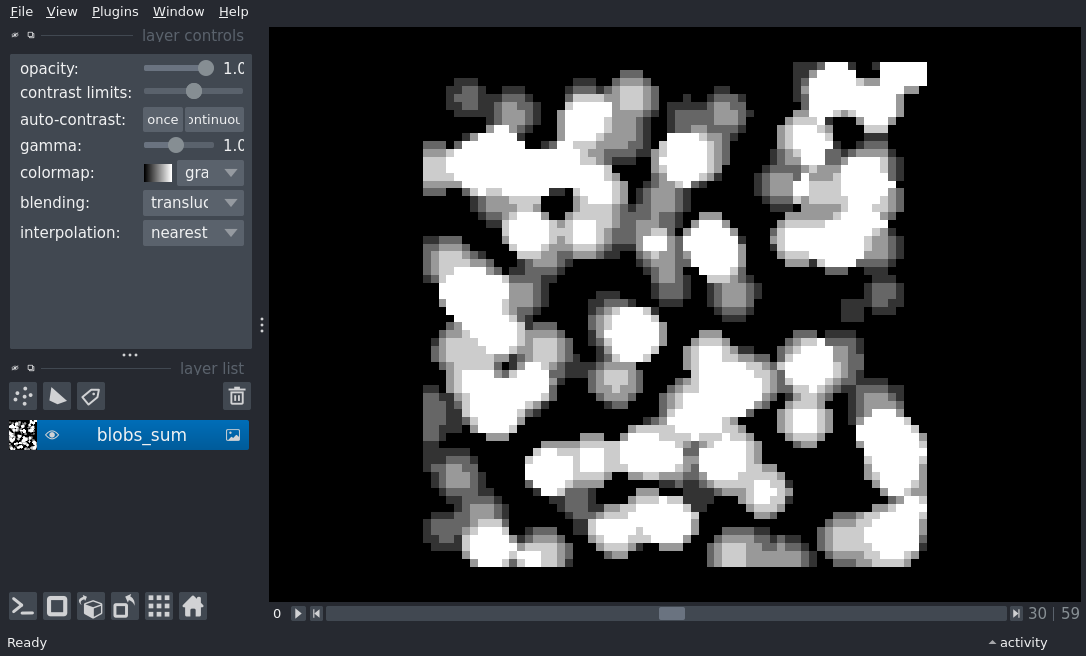 File View Plugins Window Help
layer controls
opacity: 1.0
contrast limits:
auto-contrast: once ontinuou
gamma: 1.0
colormap: gra
blending: transluc
interpolation: nearest
layer list
blobs_sum
0 30 | 59
Ready activity